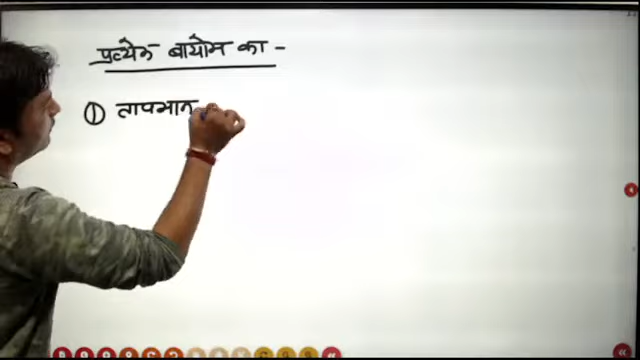 प्रत्येक बायोम का -
① तापमान